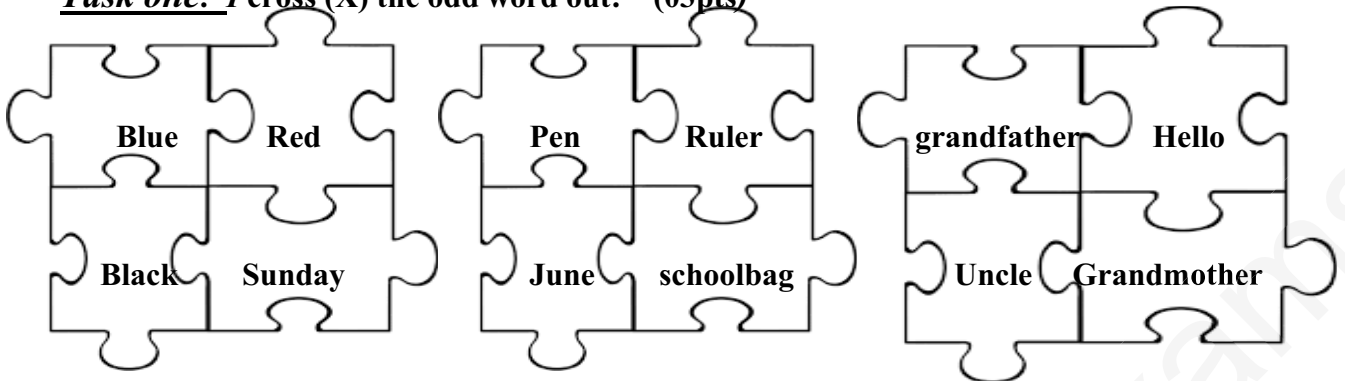 Task one: I cross (X) the odd word out. (03pts)
Blue Red Pen Ruler grandfather Hello
Black Sunday June schoolbag Uncle Grandmother